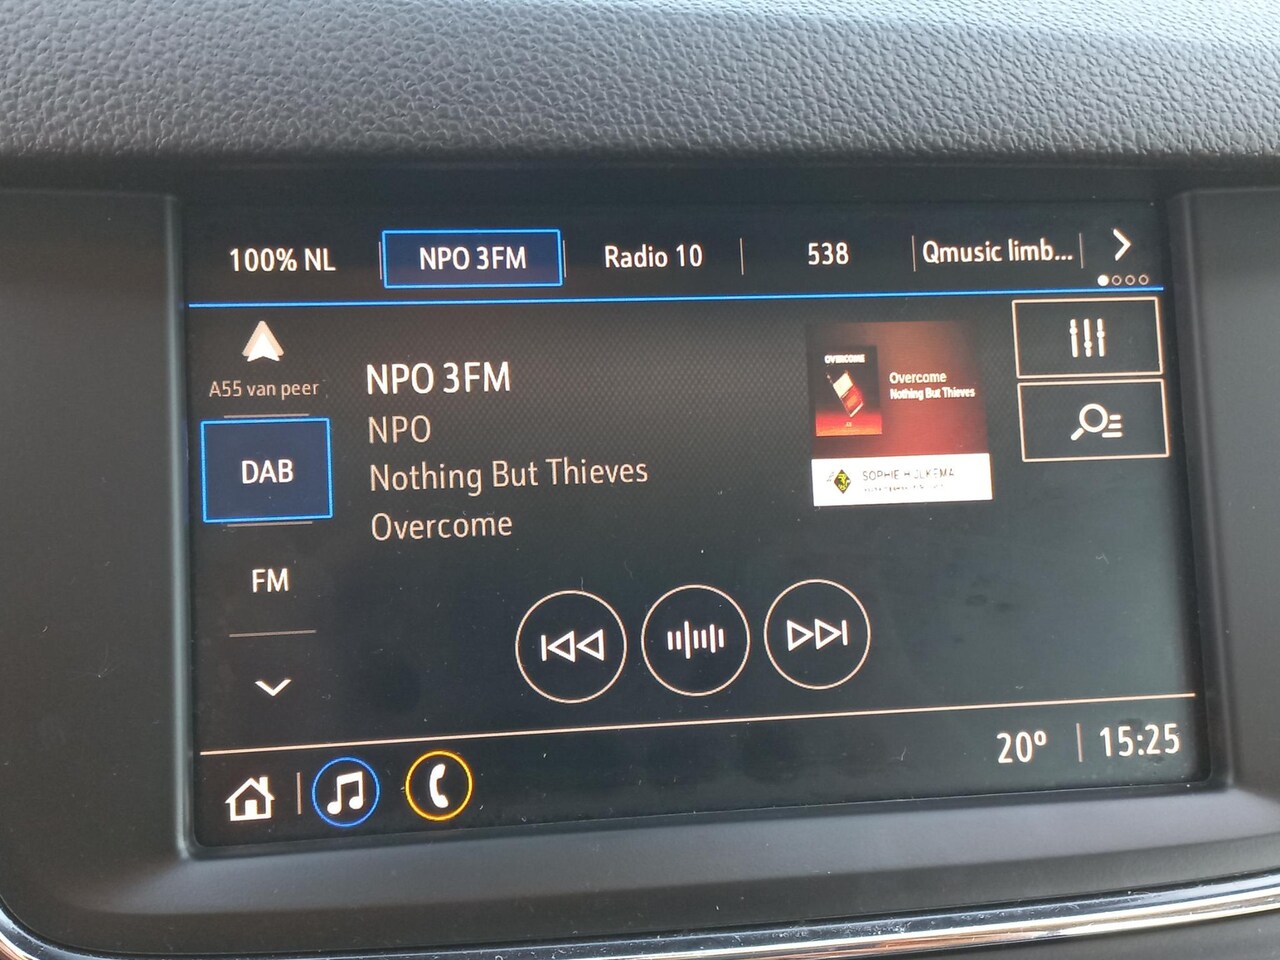 100% NL
NPO 3FM
Radio 10
538
Qmusic limb...
A55 van peer
DAB
FM
NPO 3FM
NPO
Nothing But Thieves
Overcome
OVERCOME
Overcome
Nothing But Thieves
SOPHIE
20°
15:25